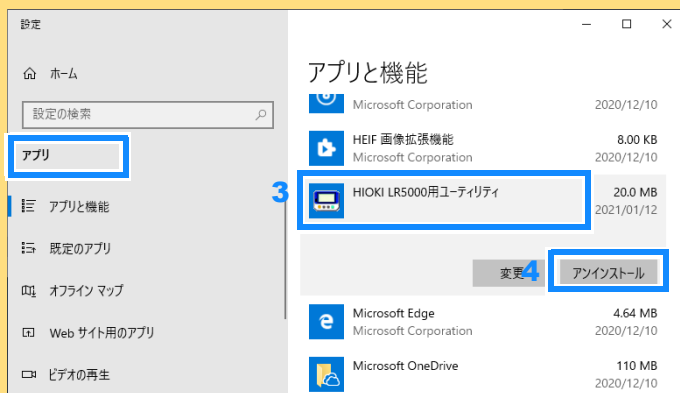 設定
ホーム
設定の検索
アプリ
アプリと機能
既定のアプリ
オフライン マップ
Web サイト用のアプリ
ビデオの再生
アプリと機能
Microsoft Corporation 2020/12/10
HEIF 画像拡張機能 8.00 KB
Microsoft Corporation 2020/12/10
3 HIOKI LR5000用ユーティリティ 20.0 MB
2021/01/12
変更 4 アンインストール
Microsoft Edge 4.64 MB
Microsoft Corporation 2020/12/10
Microsoft OneDrive 110 MB
2020/12/10